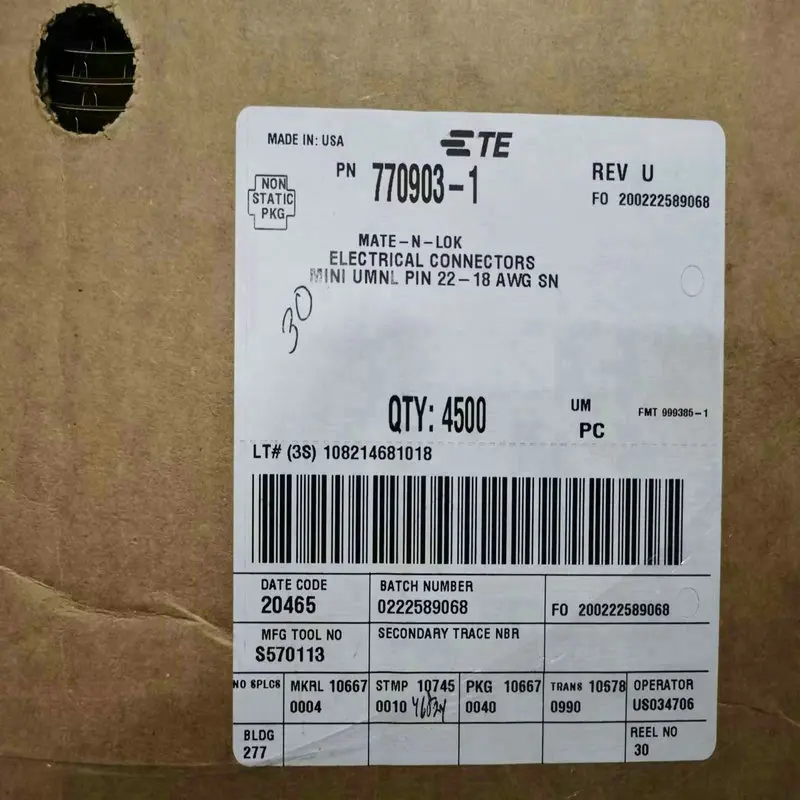 MADE IN: USA
TE
PN 770903-1
REV U
FO 200222589068
NON
STATIC
PKG
MATE-N-LOK
ELECTRICAL CONNECTORS
MINI UMNL PIN 22-18 AWG SN
30
QTY: 4500
UM
PC
FMT 999385-1
LT# (3S) 108214681018
DATE CODE
20465
BATCH NUMBER
0222589068
FO 200222589068
MFG TOOL NO
S570113
SECONDARY TRACE NBR
NO SPLCS
MKRL 10667
0004
STMP 10745
0010
PKG 10667
0040
TRANS 10578
0990
OPERATOR
US034706
BLDG
277
REEL NO
30